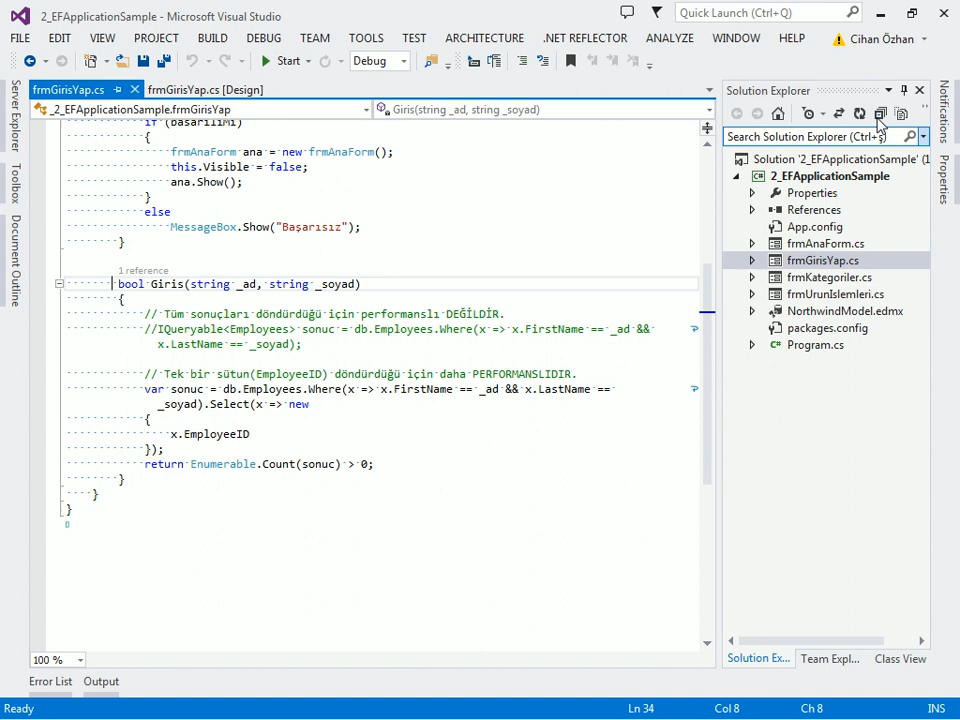 2_EFApplicationSample - Microsoft Visual Studio
Quick Launch (Ctrl+Q)
FILE EDIT VIEW PROJECT BUILD DEBUG TEAM TOOLS TEST ARCHITECTURE .NET REFLECTOR ANALYZE WINDOW HELP Cihan Özhan
Start Debug
Server Explorer
Toolbox
Document Outline
frmGirisYap.cs frmGirisYap.cs [Design]
_2_EFApplicationSample.frmGirisYap Giris(string _ad, string _soyad)
if (basariliMi)
{
frmAnaForm ana = new frmAnaForm();
this.Visible = false;
ana.Show();
}
else
MessageBox.Show("Başarısız");
}
1 reference
bool Giris(string _ad, string _soyad)
{
// Tüm sonuçları döndürdüğü için performanslı DEĞİLDİR.
//IQueryable<Employees> sonuc = db.Employees.Where(x => x.FirstName == _ad &&
x.LastName == _soyad);
// Tek bir sütun(EmployeeID) döndürdüğü için daha PERFORMANSLIDIR.
var sonuc = db.Employees.Where(x => x.FirstName == _ad && x.LastName ==
_soyad).Select(x => new
{
x.EmployeeID
});
return Enumerable.Count(sonuc) > 0;
}
}
}
100 %
Solution Explorer
Search Solution Explorer (Ctrl+ş)
Solution '2_EFApplicationSample' (1
2_EFApplicationSample
Properties
References
App.config
frmAnaForm.cs
frmGirisYap.cs
frmKategoriler.cs
frmUrunIslemleri.cs
NorthwindModel.edmx
packages.config
Program.cs
Solution Ex... Team Expl... Class View
Notifications
Properties
Error List Output
Ready Ln 34 Col 8 Ch 8 INS